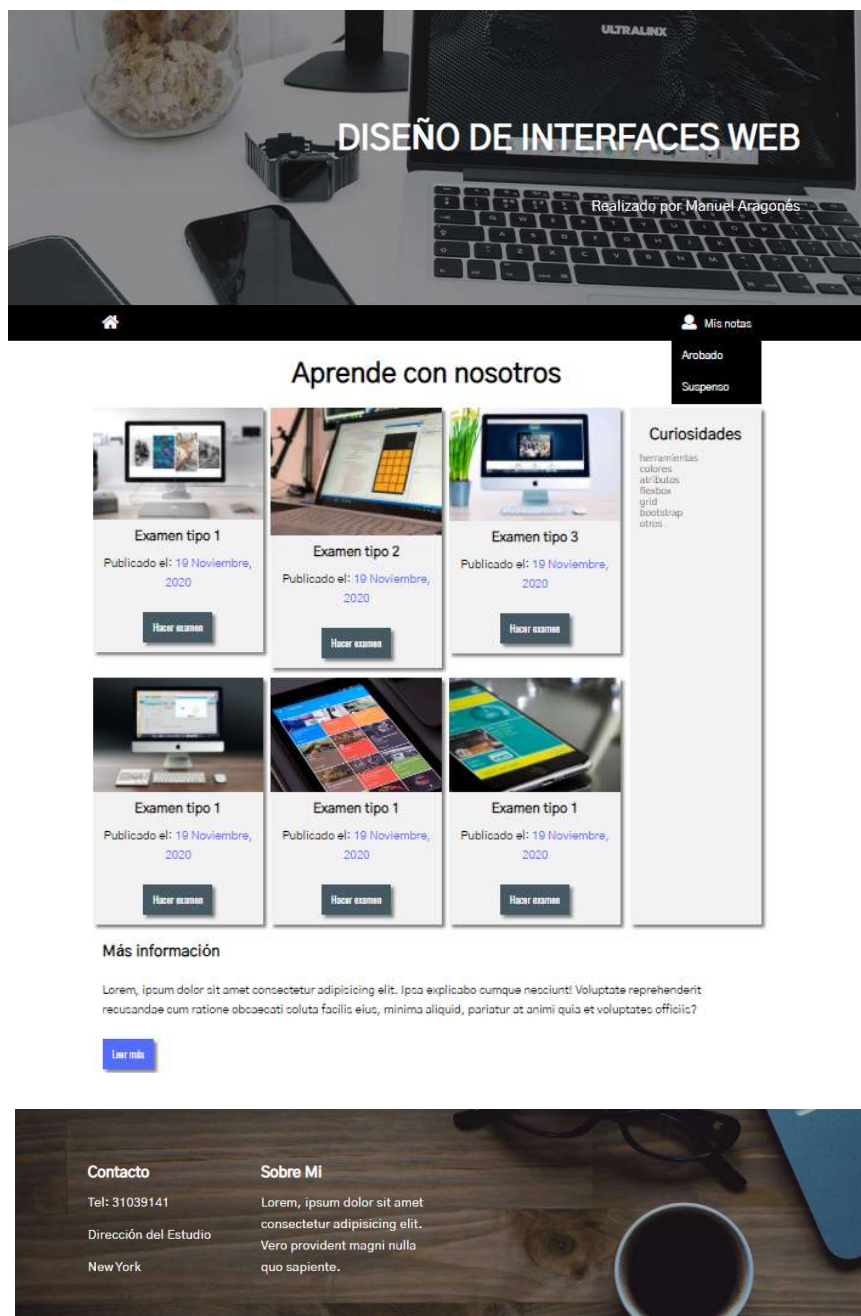 ULTRALINX
DISEÑO DE INTERFACES WEB
Realizado por Manuel Aragonés
Mis notas
Arobado
Suspenso
Aprende con nosotros
Examen tipo 1
Publicado el: 19 Noviembre,
2020
Hacer examen
Examen tipo 2
Publicado el: 19 Noviembre,
2020
Hacer examen
Examen tipo 3
Publicado el: 19 Noviembre,
2020
Hacer examen
Curiosidades
herramientas
colores
atributos
flexbox
grid
bootstrap
otros
Examen tipo 1
Publicado el: 19 Noviembre,
2020
Hacer examen
Examen tipo 1
Publicado el: 19 Noviembre,
2020
Hacer examen
Examen tipo 1
Publicado el: 19 Noviembre,
2020
Hacer examen
Más información
Lorem, ipsum dolor sit amet consectetur adipisicing elit. Ipsa explicabo cumque nesciunt! Voluptate reprehenderit
recusandae cum ratione obcaecati soluta facilis eius, minima aliquid, pariatur at animi quia et voluptates officiis?
Leer más
Contacto
Tel: 31039141
Dirección del Estudio
New York
Sobre Mi
Lorem, ipsum dolor sit amet
consectetur adipisicing elit.
Vero provident magni nulla
quo sapiente.